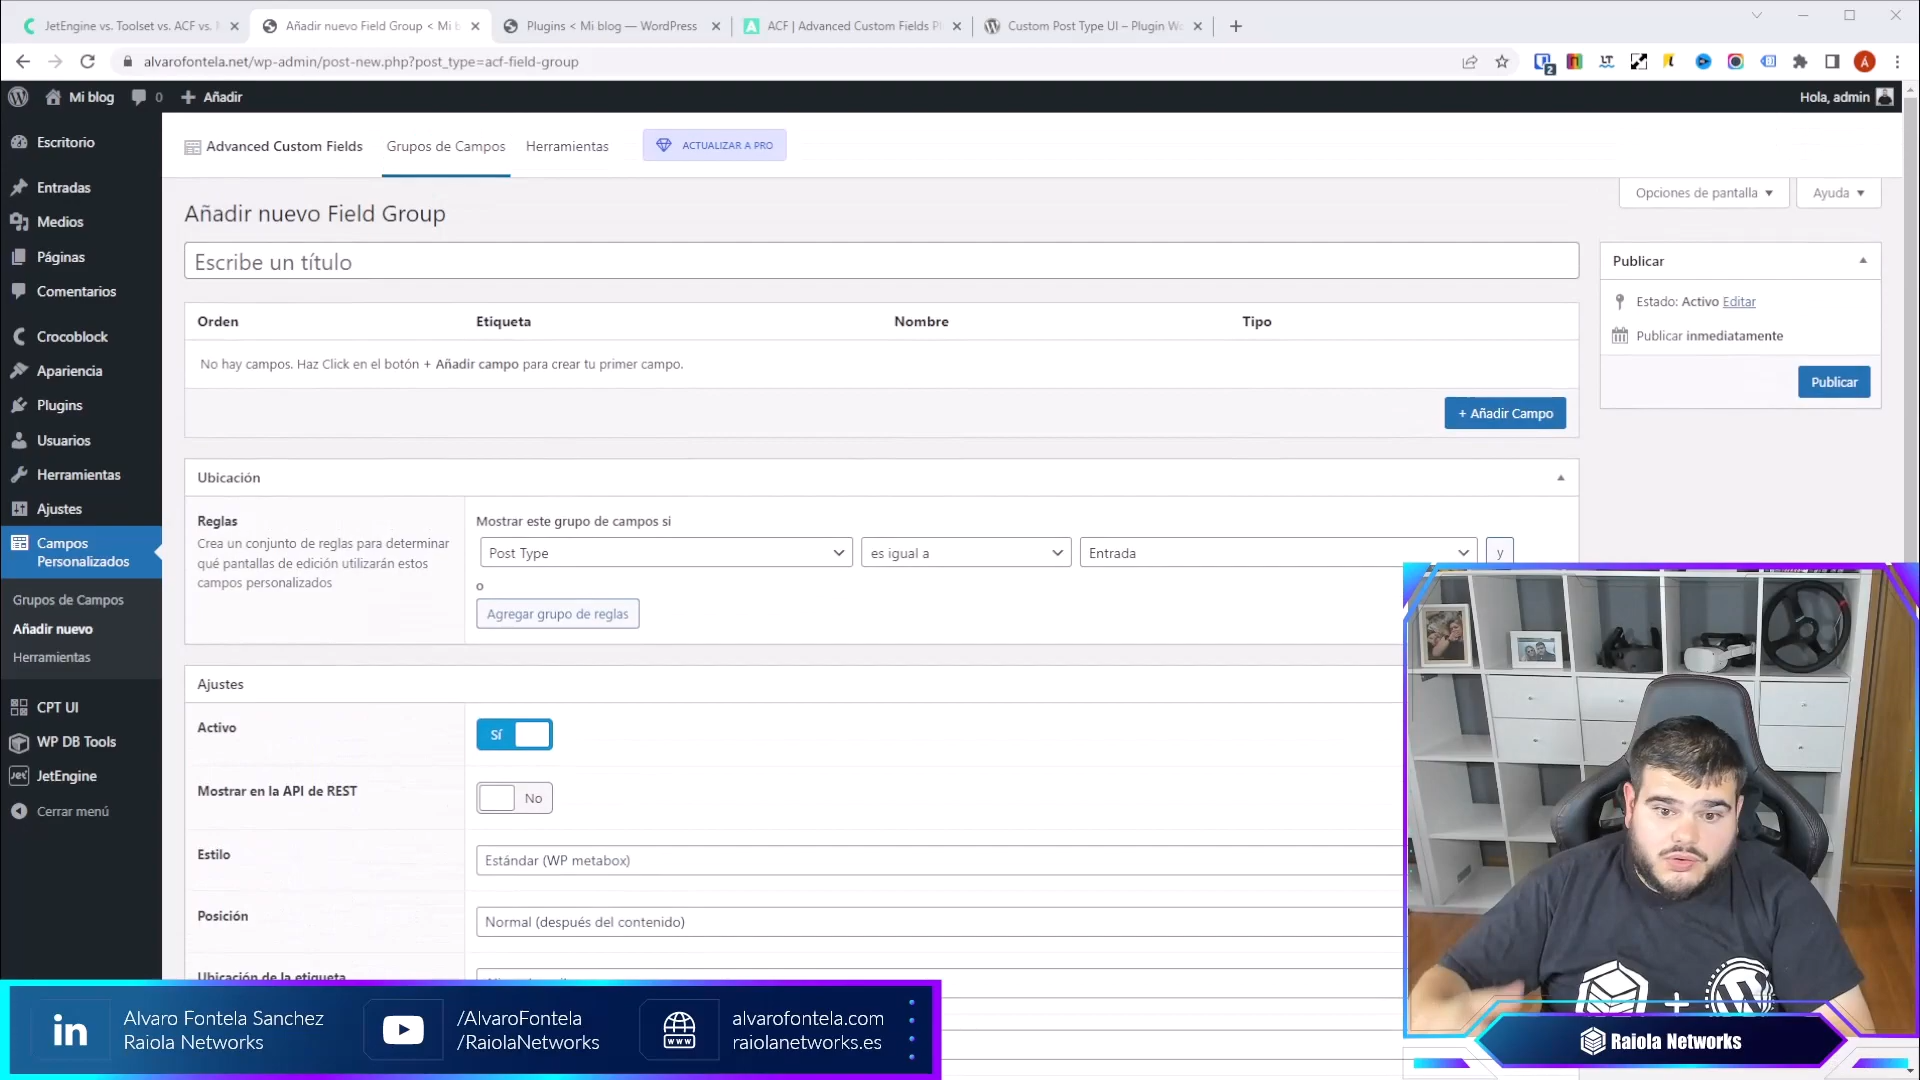 JetEngine vs. Toolset vs. ACF vs.
Añadir nuevo Field Group < Mi b
Plugins < Mi blog — WordPress
ACF | Advanced Custom Fields Pl
Custom Post Type UI – Plugin Wo
alvarofontela.net/wp-admin/post-new.php?post_type=acf-field-group
2
A
Mi blog
0
Añadir
Hola, admin
Escritorio
Entradas
Medios
Páginas
Comentarios
Crocoblock
Apariencia
Plugins
Usuarios
Herramientas
Ajustes
Campos
Personalizados
Grupos de Campos
Añadir nuevo
Herramientas
CPT UI
WP DB Tools
JetEngine
Cerrar menú
Advanced Custom Fields
Grupos de Campos
Herramientas
ACTUALIZAR A PRO
Opciones de pantalla
Ayuda
Añadir nuevo Field Group
Escribe un título
Orden
Etiqueta
Nombre
Tipo
No hay campos. Haz Click en el botón + Añadir campo para crear tu primer campo.
+ Añadir Campo
Publicar
Estado: Activo Editar
Publicar inmediatamente
Publicar
Ubicación
Reglas
Crea un conjunto de reglas para determinar
qué pantallas de edición utilizarán estos
campos personalizados
Mostrar este grupo de campos si
Post Type
es igual a
Entrada
y
o
Agregar grupo de reglas
Ajustes
Activo
Sí
Mostrar en la API de REST
No
Estilo
Estándar (WP metabox)
Posición
Normal (después del contenido)
Ubicación de la etiqueta
in
Alvaro Fontela Sanchez
Raiola Networks
/AlvaroFontela
/RaiolaNetworks
www
alvarofontela.com
raiolanetworks.es
Raiola Networks